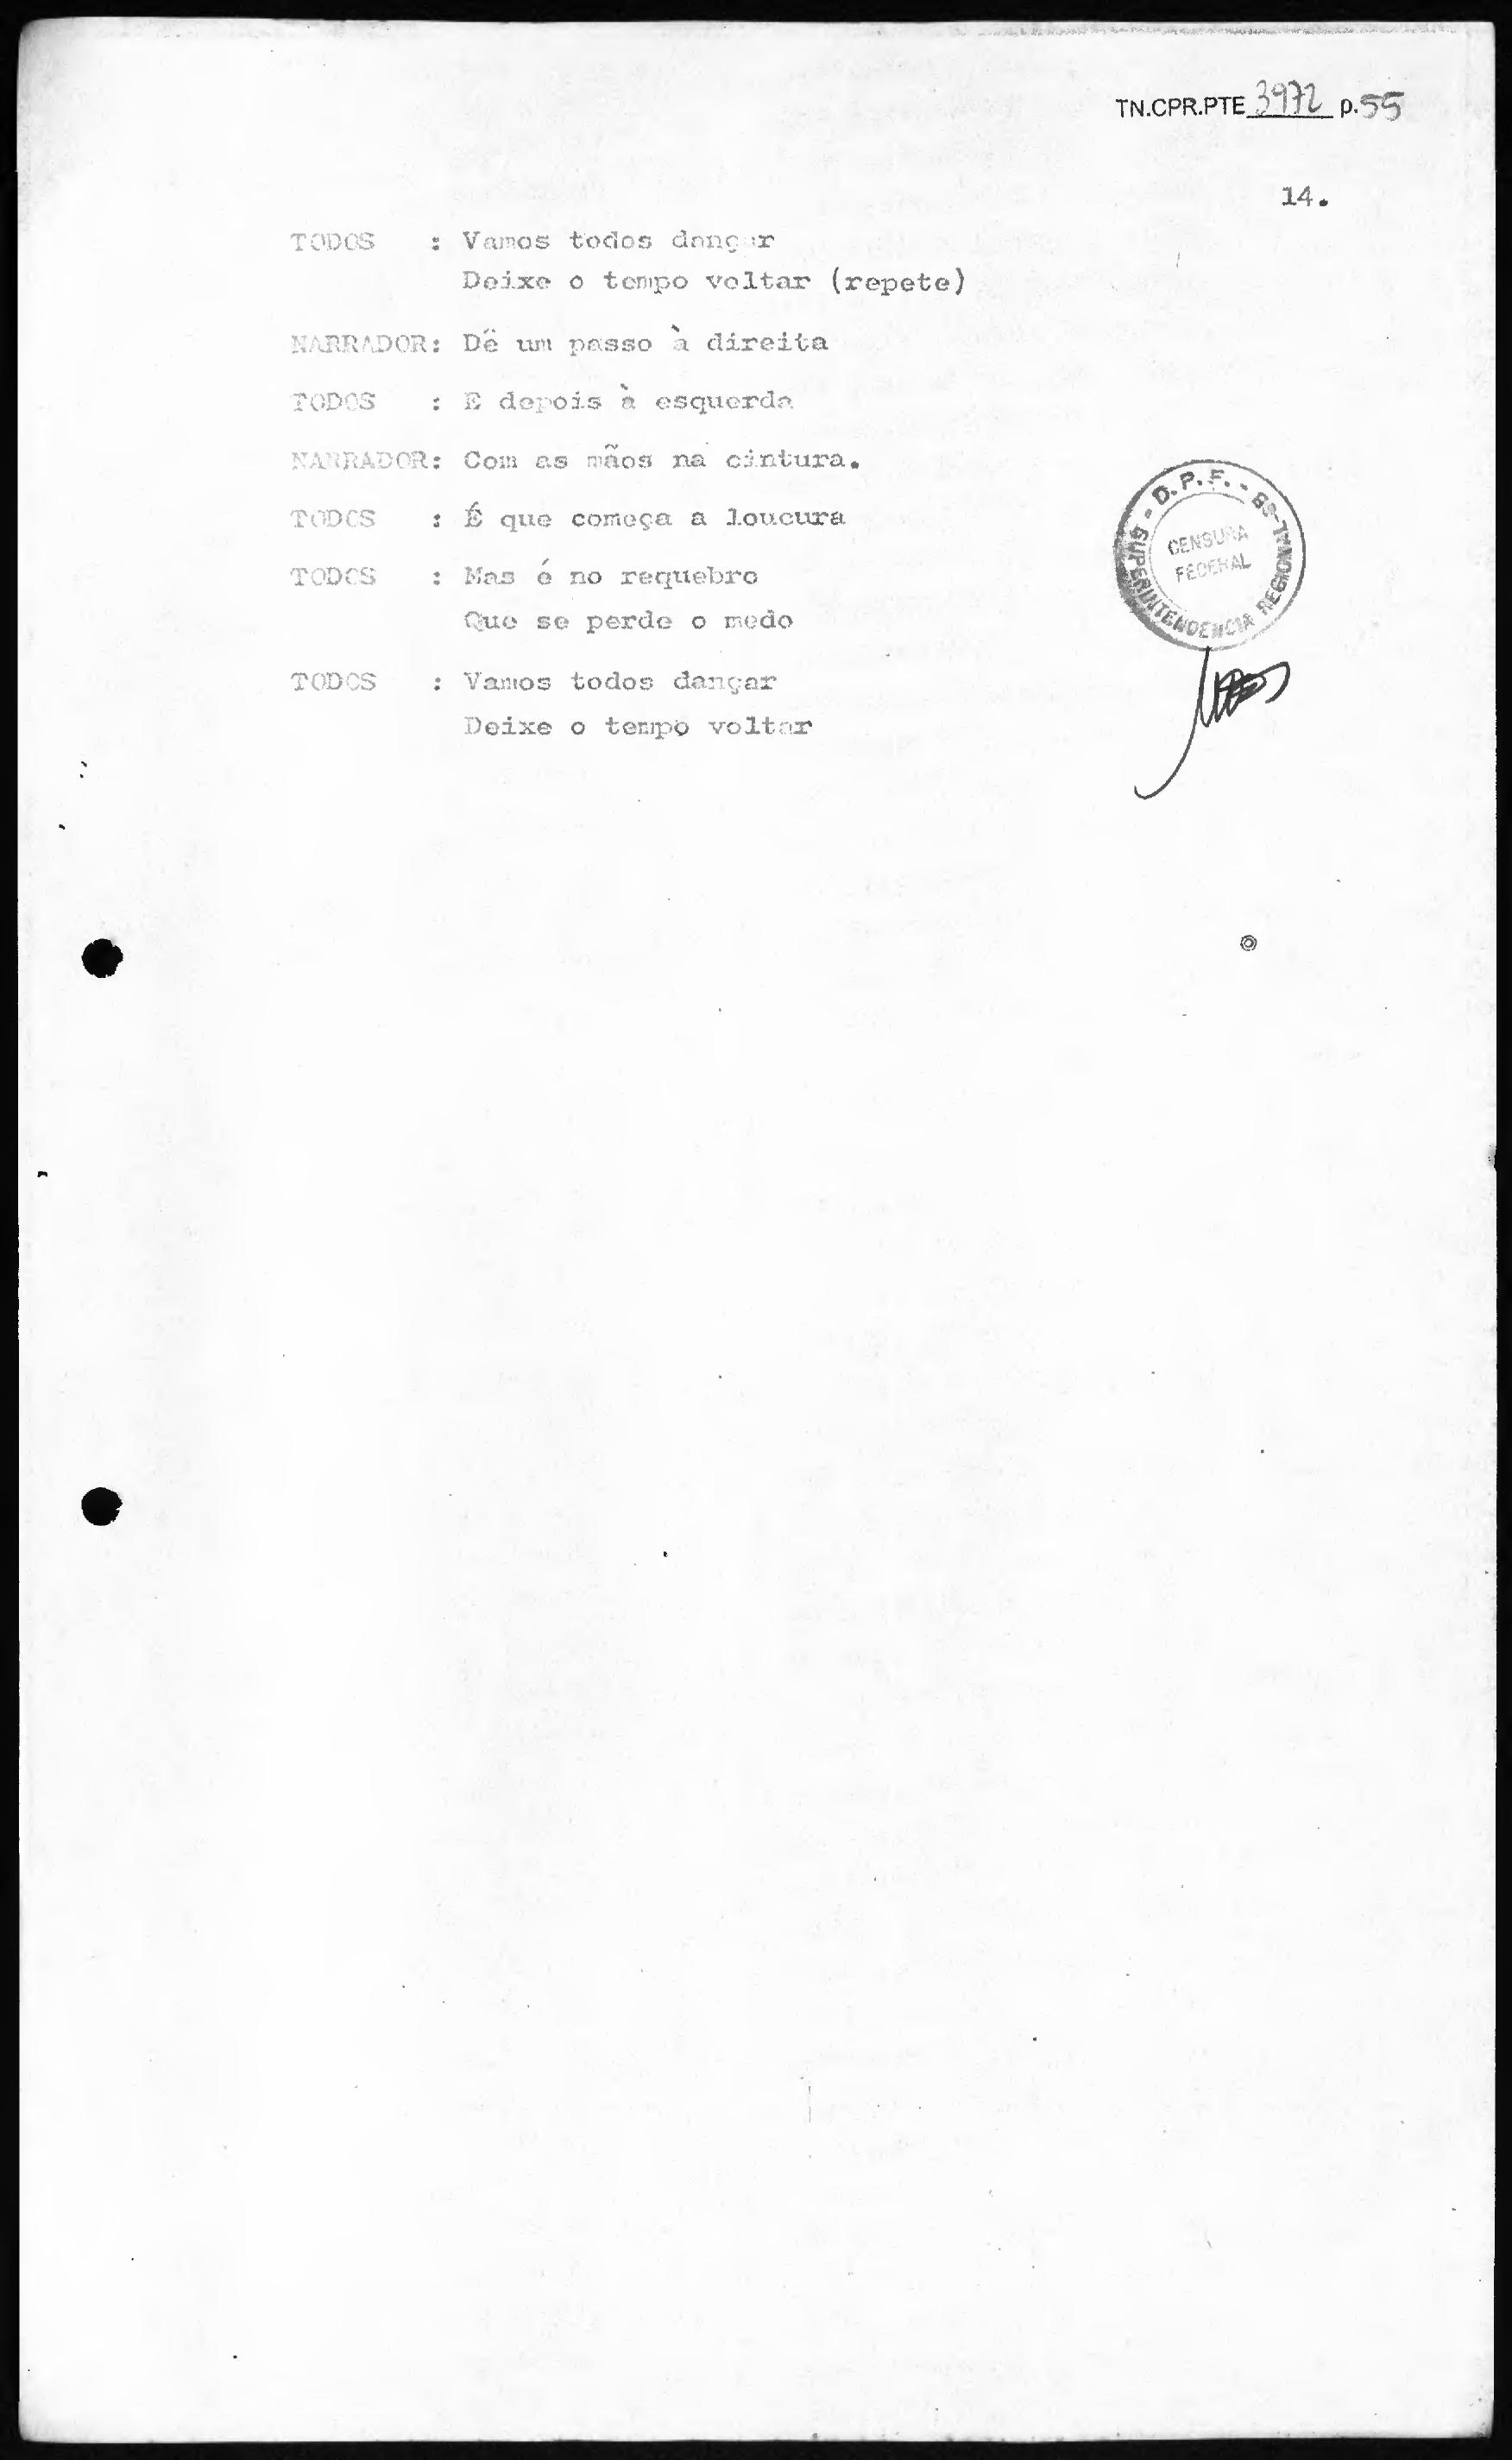 TN.CPR.PTE 3972 p.55
14.
TODOS : Vamos todos dançar
Deixe o tempo voltar (repete)
NARRADOR: Dê um passo à direita
TODOS : E depois à esquerda
NARRADOR: Com as mãos na cintura.
TODOS : É que começa a loucura
TODOS : Mas é no requebro
Que se perde o medo
TODOS : Vamos todos dançar
Deixe o tempo voltar
D.P.F. - SUPERINTENDENCIA REGIONAL-SB
CENSURA
FEDERAL